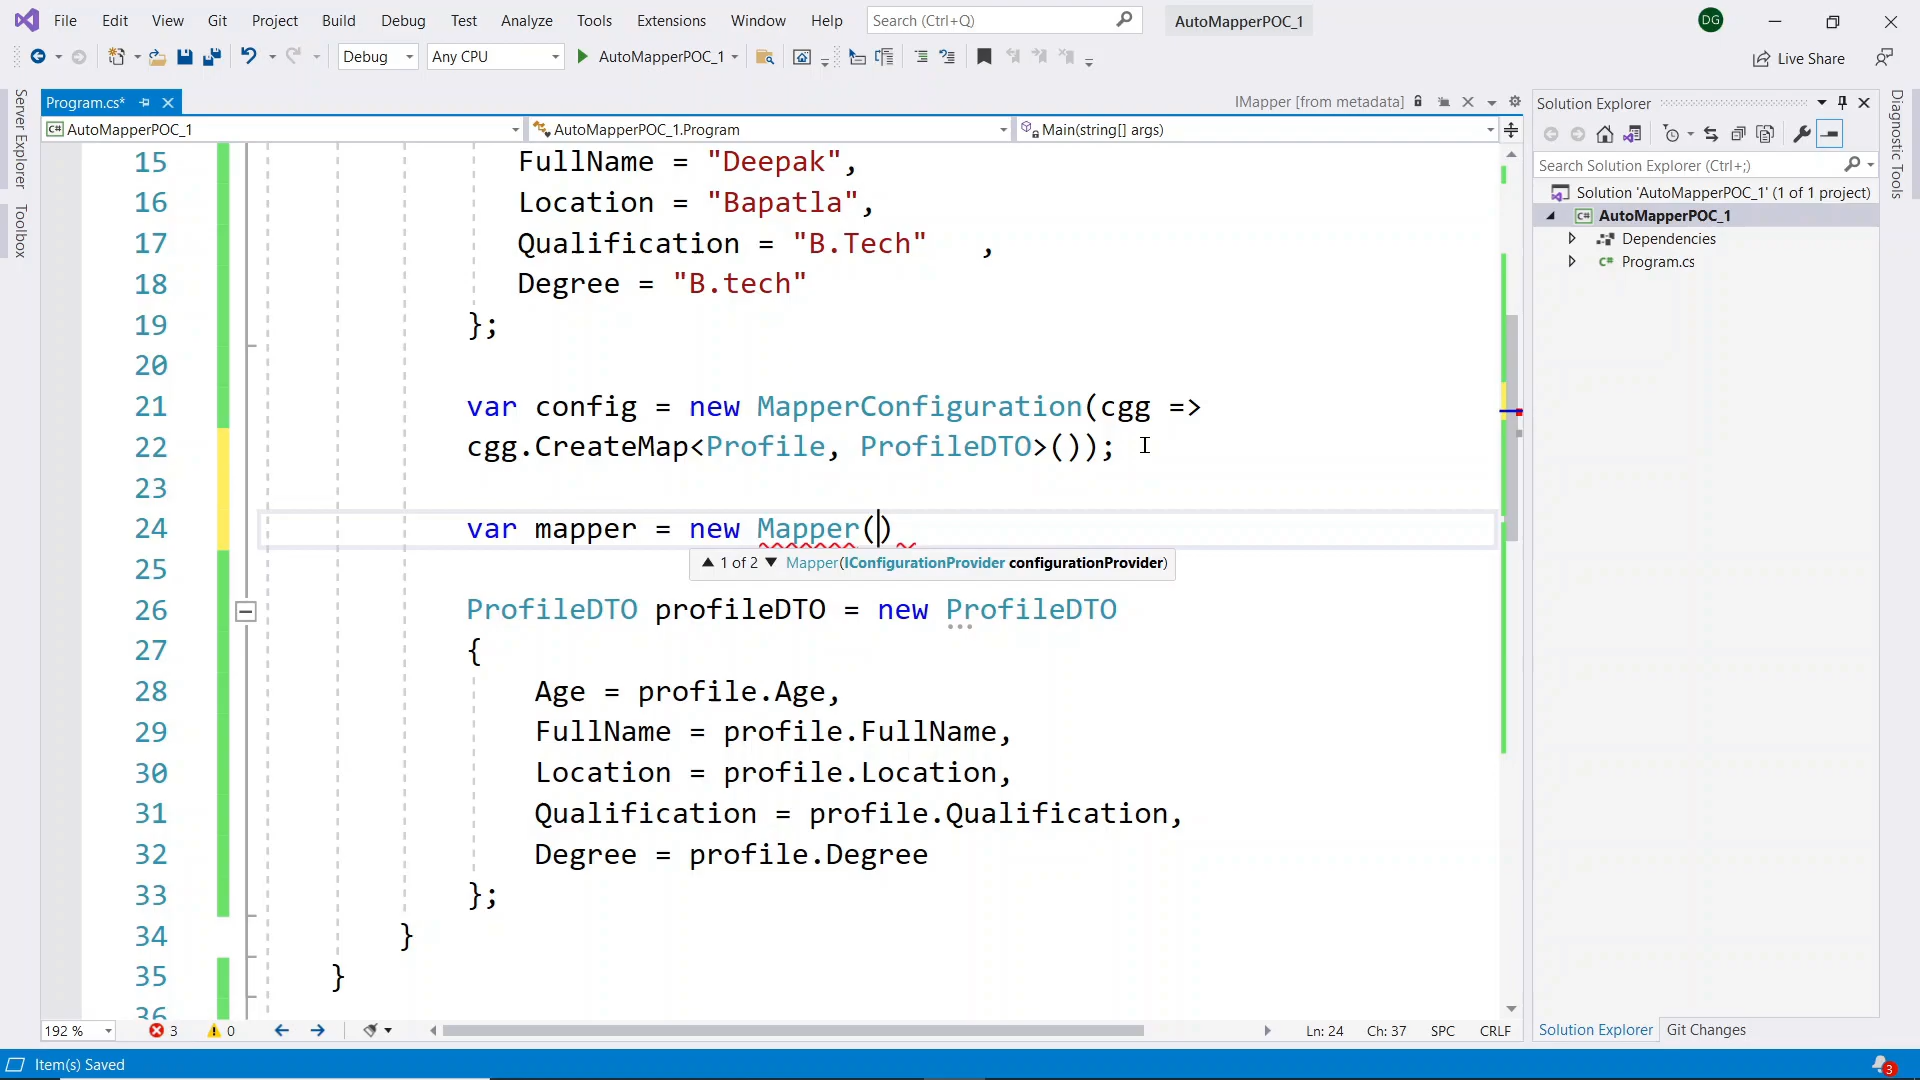 File Edit View Git Project Build Debug Test Analyze Tools Extensions Window Help Search (Ctrl+Q) AutoMapperPOC_1 DG
Debug Any CPU AutoMapperPOC_1 Live Share
Program.cs* IMapper [from metadata] Solution Explorer
AutoMapperPOC_1 AutoMapperPOC_1.Program Main(string[] args)
Search Solution Explorer (Ctrl+;)
Solution 'AutoMapperPOC_1' (1 of 1 project)
AutoMapperPOC_1
Dependencies
Program.cs
Server Explorer
Toolbox
Diagnostic Tools
15 FullName = "Deepak",
16 Location = "Bapatla",
17 Qualification = "B.Tech" ,
18 Degree = "B.tech"
19 };
20
21 var config = new MapperConfiguration(cgg =>
22 cgg.CreateMap<Profile, ProfileDTO>());
23
24 var mapper = new Mapper()
1 of 2 Mapper(IConfigurationProvider configurationProvider)
25
26 ProfileDTO profileDTO = new ProfileDTO
27 {
28 Age = profile.Age,
29 FullName = profile.FullName,
30 Location = profile.Location,
31 Qualification = profile.Qualification,
32 Degree = profile.Degree
33 };
34 }
35 }
36
192 % 3 0 Ln: 24 Ch: 37 SPC CRLF
Solution Explorer Git Changes
Item(s) Saved 3